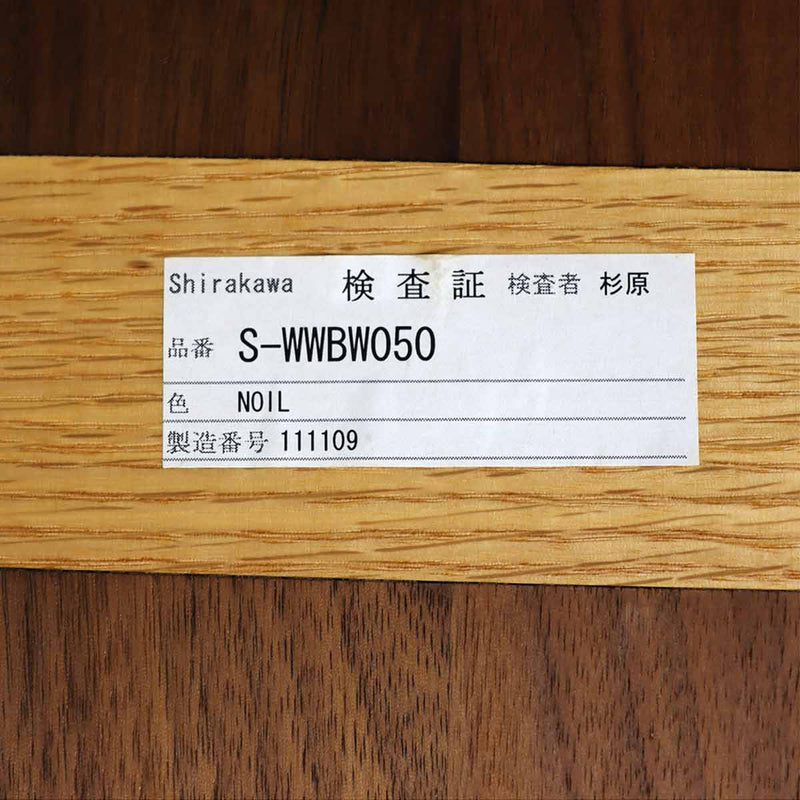 Shirakawa 検査証 検査者 杉原
品番 S-WWBW050
色 NOIL
製造番号 111109